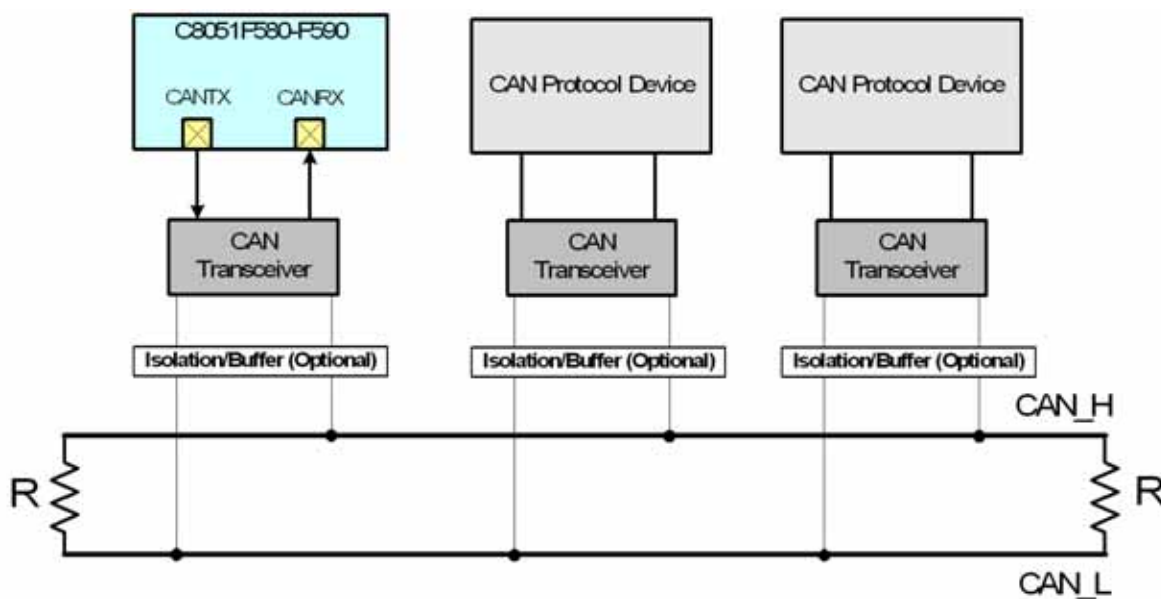 C8051F580-F590
CANTX
CANRX
CAN Protocol Device
CAN Protocol Device
CAN
Transceiver
CAN
Transceiver
CAN
Transceiver
Isolation/Buffer (Optional)
Isolation/Buffer (Optional)
Isolation/Buffer (Optional)
CAN_H
R
R
CAN_L